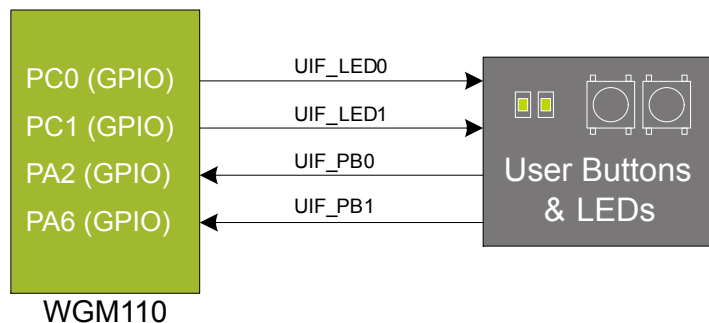 PC0 (GPIO)
UIF_LED0
PC1 (GPIO)
UIF_LED1
PA2 (GPIO)
UIF_PB0
PA6 (GPIO)
UIF_PB1
User Buttons
& LEDs
WGM110